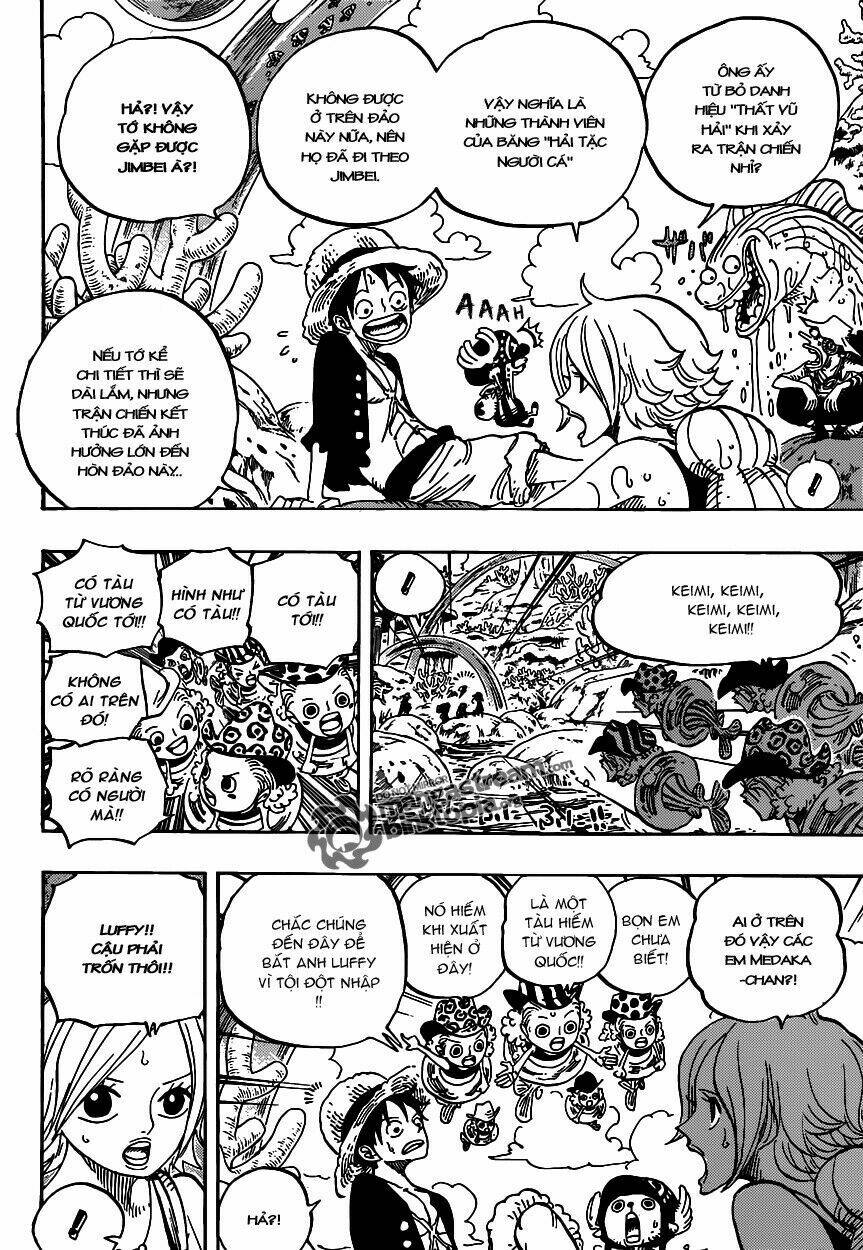 ÔNG ẤY
TỪ BỎ DANH
HIỆU "THẤT VŨ
HẢI" KHI XẢY
RA TRẬN CHIẾN
NHỈ?
VẬY NGHĨA LÀ
NHỮNG THÀNH VIÊN
CỦA BĂNG "HẢI TẶC
NGƯỜI CÁ"
KHÔNG ĐƯỢC
Ở TRÊN ĐẢO
NÀY NỮA, NÊN
HỌ ĐÃ ĐI THEO
JIMBEI.
HẢ?! VẬY
TỚ KHÔNG
GẶP ĐƯỢC
JIMBEI À?!
AAAH
NẾU TỚ KỂ
CHI TIẾT THÌ SẼ
DÀI LẮM, NHƯNG
TRẬN CHIẾN KẾT
THÚC ĐÃ ẢNH
HƯỞNG LỚN ĐẾN
HÒN ĐẢO NÀY..
!
KEIMI, KEIMI,
KEIMI, KEIMI,
KEIMI!!
!
CÓ TÀU
TỚI!!
HÌNH NHƯ
CÓ TÀU!!
CÓ TÀU
TỪ VƯƠNG
QUỐC TỚI!!
KHÔNG
CÓ AI TRÊN
ĐÓ!
RÕ RÀNG
CÓ NGƯỜI
MÀ!!
AI Ở TRÊN
ĐÓ VẬY CÁC
EM MEDAKA
-CHAN?!
BỌN EM
CHƯA
BIẾT!
LÀ MỘT
TÀU HIẾM
TỪ VƯƠNG
QUỐC!!
NÓ HIẾM
KHI XUẤT
HIỆN Ở
ĐÂY!
CHẮC CHÚNG
ĐẾN ĐÂY ĐỂ
BẮT ANH LUFFY
VÌ TỘI ĐỘT NHẬP
!!
HẢ?!
LUFFY!!
CẬU PHẢI
TRỐN THÔI!!
!